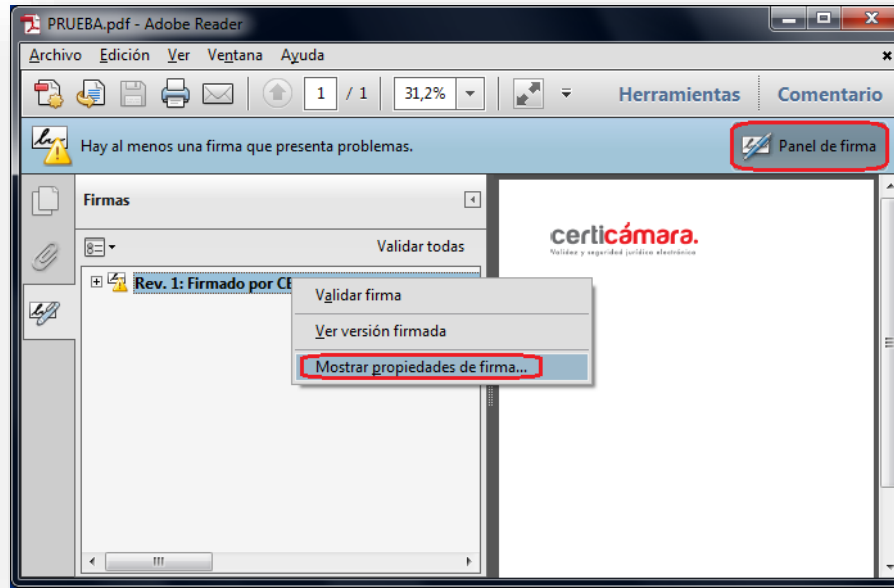 PRUEBA.pdf - Adobe Reader
Archivo Edición Ver Ventana Ayuda
1 / 1 31,2% Herramientas Comentario
Hay al menos una firma que presenta problemas. Panel de firma
Firmas
Validar todas
certicámara.
Validez y seguridad jurídica electrónica
Rev. 1: Firmado por CE
Validar firma
Ver versión firmada
Mostrar propiedades de firma...